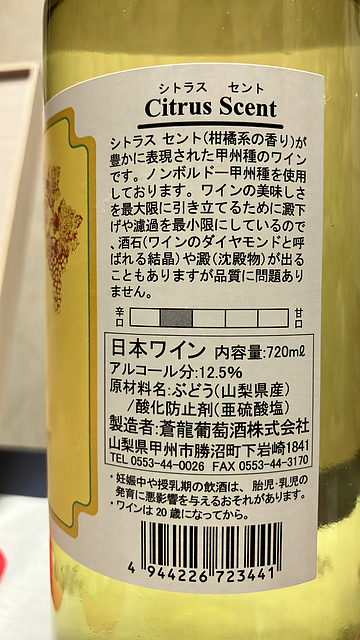 シトラス セント
Citrus Scent
シトラス セント(柑橘系の香り)が
豊かに表現された甲州種のワイン
です。ノンボルドー甲州種を使用
しております。ワインの美味しさ
を最大限に引き立てるために澱下
げや濾過を最小限にしているので
、酒石(ワインのダイヤモンドと呼
ばれる結晶)や澱(沈殿物)が出る
こともありますが品質に問題あり
ません。
辛口 甘口
日本ワイン 内容量:720mℓ
アルコール分:12.5%
原材料名:ぶどう(山梨県産)
/酸化防止剤(亜硫酸塩)
製造者:蒼龍葡萄酒株式会社
山梨県甲州市勝沼町下岩崎1841
TEL 0553-44-0026 FAX 0553-44-3170
・妊娠中や授乳期の飲酒は、胎児・乳児の
発育に悪影響を与えるおそれがあります。
・ワインは20歳になってから。
4 944226 723441